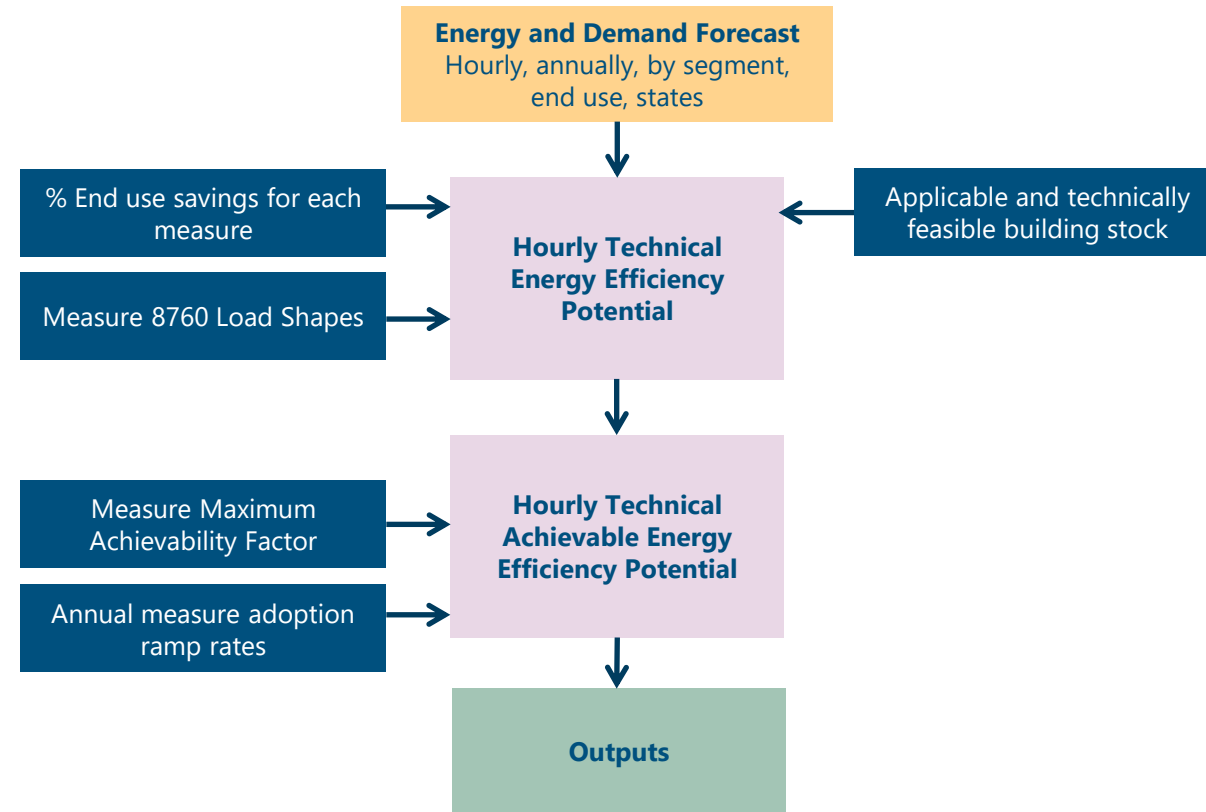 Energy and Demand Forecast
Hourly, annually, by segment,
end use, states
% End use savings for each
measure
Applicable and technically
feasible building stock
Hourly Technical
Energy Efficiency
Potential
Measure 8760 Load Shapes
Measure Maximum
Achievability Factor
Hourly Technical
Achievable Energy
Efficiency Potential
Annual measure adoption
ramp rates
Outputs